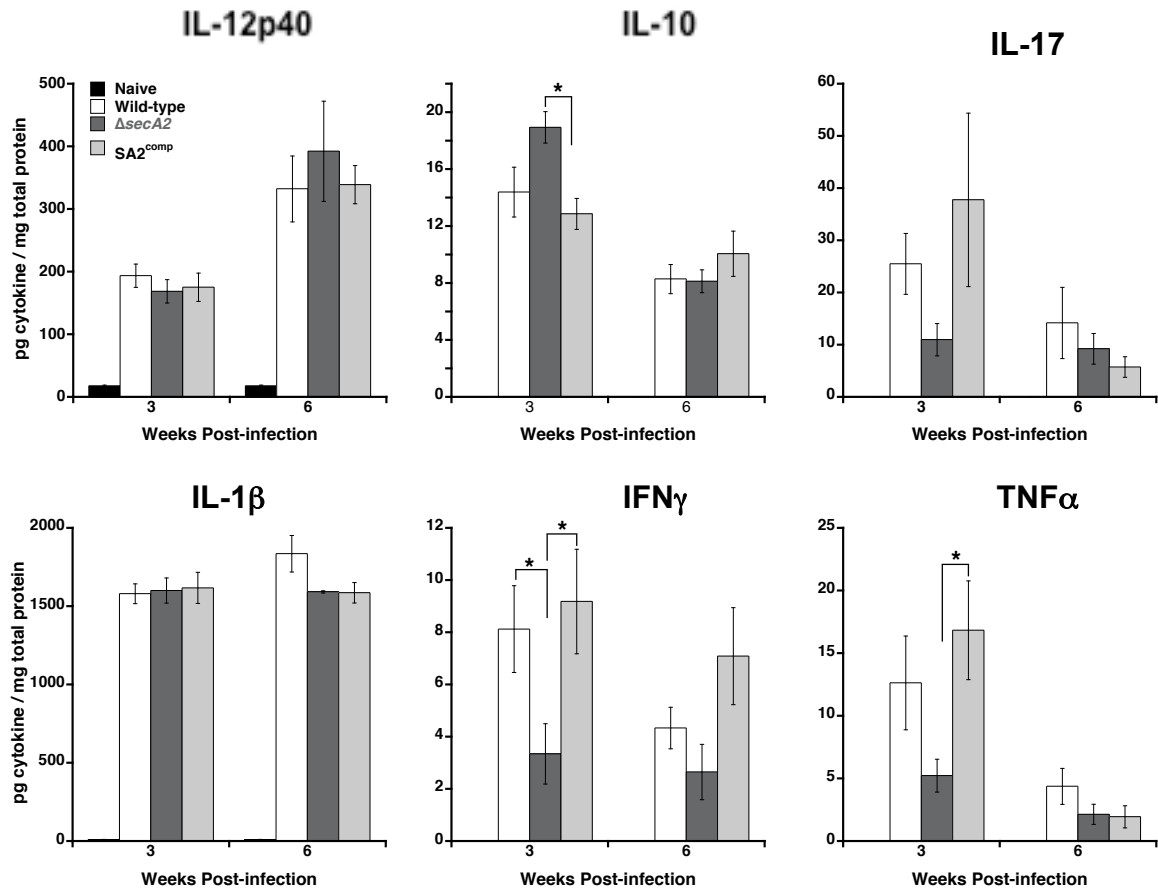 IL-12p40
pg cytokine / mg total protein
500
400
300
200
100
0
Naive
Wild-type
ΔsecA2
SA2comp
3
6
Weeks Post-infection
IL-10
20
16
12
8
4
0
*
3
6
Weeks Post-infection
IL-17
60
50
40
30
20
10
0
3
6
Weeks Post-infection
IL-1β
pg cytokine / mg total protein
2000
1500
1000
500
0
3
6
Weeks Post-infection
IFNγ
12
10
8
6
4
2
0
*
*
3
6
Weeks Post-infection
TNFα
25
20
15
10
5
0
*
3
6
Weeks Post-infection